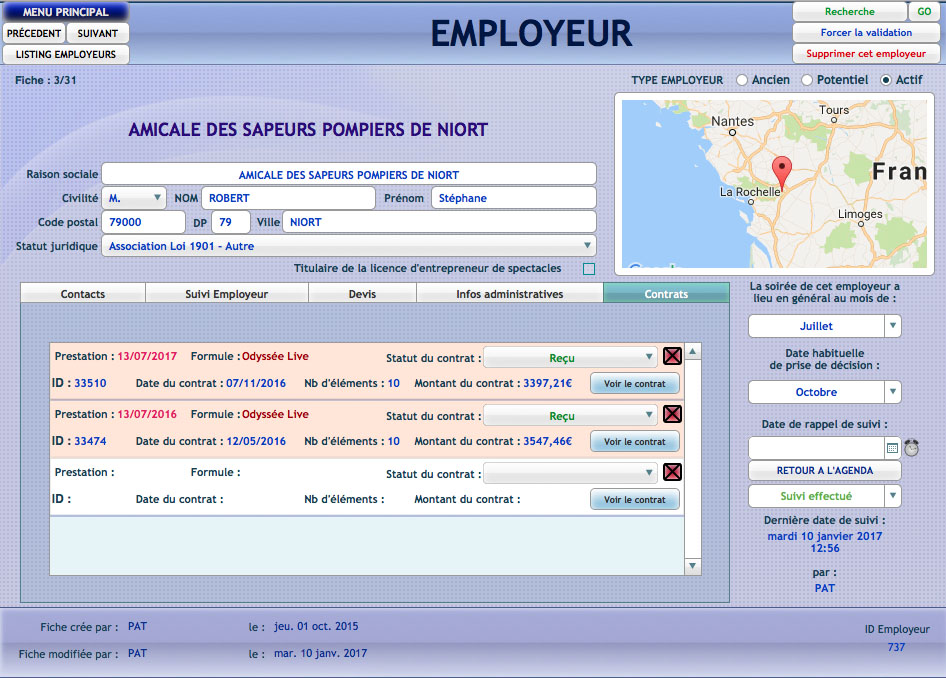 MENU PRINCIPAL
PRÉCEDENT SUIVANT
LISTING EMPLOYEURS
EMPLOYEUR
Recherche GO
Forcer la validation
Supprimer cet employeur
Fiche : 3/31
TYPE EMPLOYEUR Ancien Potentiel Actif
AMICALE DES SAPEURS POMPIERS DE NIORT
Nantes
Tours
La Rochelle
Limoges
Fran
Raison sociale AMICALE DES SAPEURS POMPIERS DE NIORT
Civilité M. NOM ROBERT Prénom Stéphane
Code postal 79000 DP 79 Ville NIORT
Statut juridique Association Loi 1901 - Autre
Titulaire de la licence d'entrepreneur de spectacles
Contacts Suivi Employeur Devis Infos administratives Contrats
Prestation : 13/07/2017 Formule : Odyssée Live Statut du contrat : Reçu
ID : 33510 Date du contrat : 07/11/2016 Nb d'éléments : 10 Montant du contrat : 3397,21€ Voir le contrat
Prestation : 13/07/2016 Formule : Odyssée Live Statut du contrat : Reçu
ID : 33474 Date du contrat : 12/05/2016 Nb d'éléments : 10 Montant du contrat : 3547,46€ Voir le contrat
Prestation : Formule : Statut du contrat :
ID : Date du contrat : Nb d'éléments : Montant du contrat : Voir le contrat
La soirée de cet employeur a
lieu en général au mois de :
Juillet
Date habituelle
de prise de décision :
Octobre
Date de rappel de suivi :
RETOUR A L'AGENDA
Suivi effectué
Dernière date de suivi :
mardi 10 janvier 2017
12:56
par :
PAT
Fiche crée par : PAT le : jeu. 01 oct. 2015
Fiche modifiée par : PAT le : mar. 10 janv. 2017
ID Employeur
737